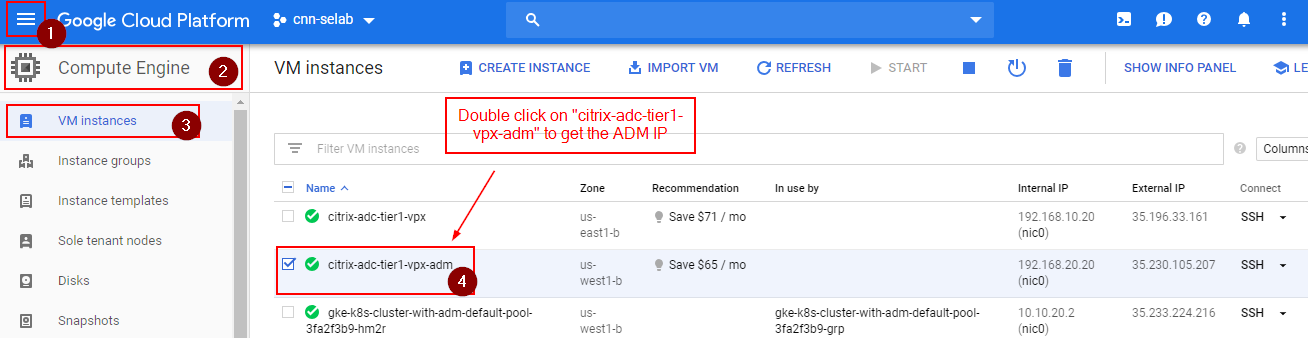 Google Cloud Platform
cnn-selab
1
Compute Engine
2
VM instances
CREATE INSTANCE
IMPORT VM
REFRESH
START
SHOW INFO PANEL
LE
VM instances
3
Instance groups
Instance templates
Sole tenant nodes
Disks
Snapshots
Double click on "citrix-adc-tier1-
vpx-adm" to get the ADM IP
Filter VM instances
Columns
Name
Zone
Recommendation
In use by
Internal IP
External IP
Connect
citrix-adc-tier1-vpx
us-
east1-b
Save $71 / mo
192.168.10.20
(nic0)
35.196.33.161
SSH
citrix-adc-tier1-vpx-adm
4
us-
west1-b
Save $65 / mo
192.168.20.20
(nic0)
35.230.105.207
SSH
gke-k8s-cluster-with-adm-default-pool-
3fa2f3b9-hm2r
us-
west1-b
gke-k8s-cluster-with-adm-default-pool-
3fa2f3b9-grp
10.10.20.2
(nic0)
35.233.224.216
SSH